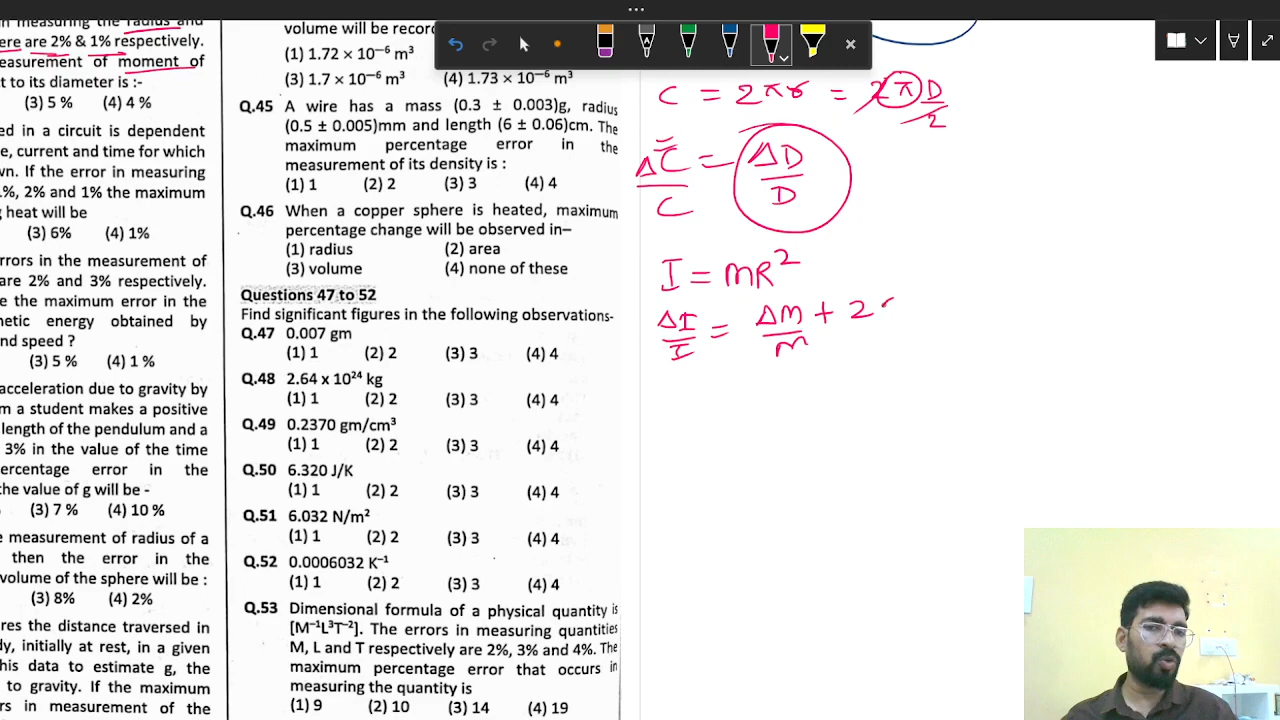 n measuring the radius and
ere are 2% & 1% respectively.
easurement of moment of
t to its diameter is :-
(3) 5 % (4) 4 %
ed in a circuit is dependent
e, current and time for which
wn. If the error in measuring
1%, 2% and 1% the maximum
g heat will be
(3) 6% (4) 1%
errors in the measurement of
are 2% and 3% respectively.
e the maximum error in the
netic energy obtained by
nd speed ?
(3) 5 % (4) 1 %
acceleration due to gravity by
m a student makes a positive
length of the pendulum and a
3% in the value of the time
ercentage error in the
the value of g will be -
(3) 7 % (4) 10 %
e measurement of radius of a
then the error in the
volume of the sphere will be :
(3) 8% (4) 2%
res the distance traversed in
dy, initially at rest, in a given
his data to estimate g, the
to gravity. If the maximum
rs in measurement of the
volume will be recor
(1) 1.72 × 10⁻⁶ m³
(3) 1.7 × 10⁻⁶ m³ (4) 1.73 × 10⁻⁶ m³
Q.45 A wire has a mass (0.3 ± 0.003)g, radius
(0.5 ± 0.005)mm and length (6 ± 0.06)cm. The
maximum percentage error in the
measurement of its density is :
(1) 1 (2) 2 (3) 3 (4) 4
Q.46 When a copper sphere is heated, maximum
percentage change will be observed in–
(1) radius (2) area
(3) volume (4) none of these
Questions 47 to 52
Find significant figures in the following observations-
Q.47 0.007 gm
(1) 1 (2) 2 (3) 3 (4) 4
Q.48 2.64 x 10²⁴ kg
(1) 1 (2) 2 (3) 3 (4) 4
Q.49 0.2370 gm/cm³
(1) 1 (2) 2 (3) 3 (4) 4
Q.50 6.320 J/K
(1) 1 (2) 2 (3) 3 (4) 4
Q.51 6.032 N/m²
(1) 1 (2) 2 (3) 3 (4) 4
Q.52 0.0006032 K⁻¹
(1) 1 (2) 2 (3) 3 (4) 4
Q.53 Dimensional formula of a physical quantity is
[M⁻¹L³T⁻²]. The errors in measuring quantities
M, L and T respectively are 2%, 3% and 4%. The
maximum percentage error that occurs in
measuring the quantity is
(1) 9 (2) 10 (3) 14 (4) 19
C = 2πr = 2π D/2
ΔC/C = ΔD/D
I = MR²
ΔI/I = ΔM/M + 2